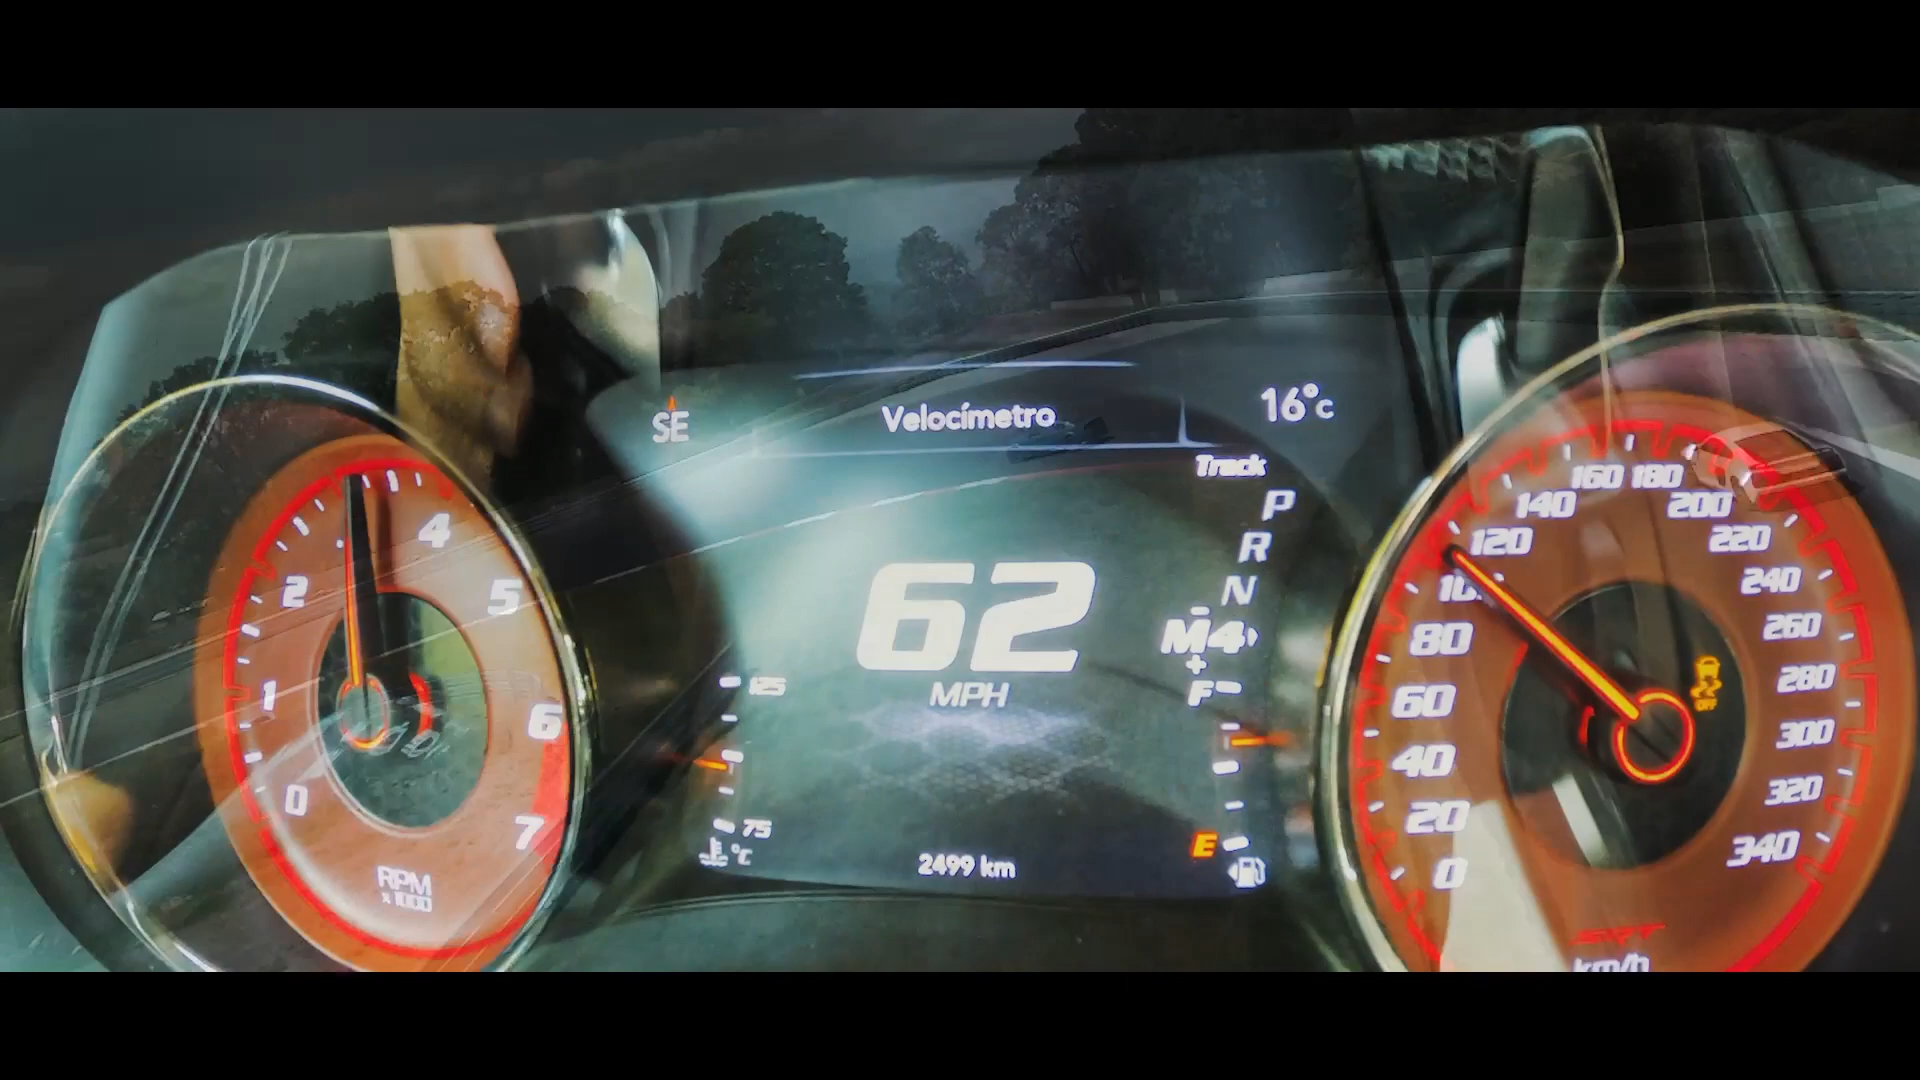 SE
Velocímetro
16°C
Track
P
R
N
-
M4
+
62
MPH
125
75
°C
F
E
2499 km
0
1
2
4
5
6
7
RPM
x1000
0
20
40
60
80
120
140
160
180
200
220
240
260
280
300
320
340
OFF
SRT
km/h